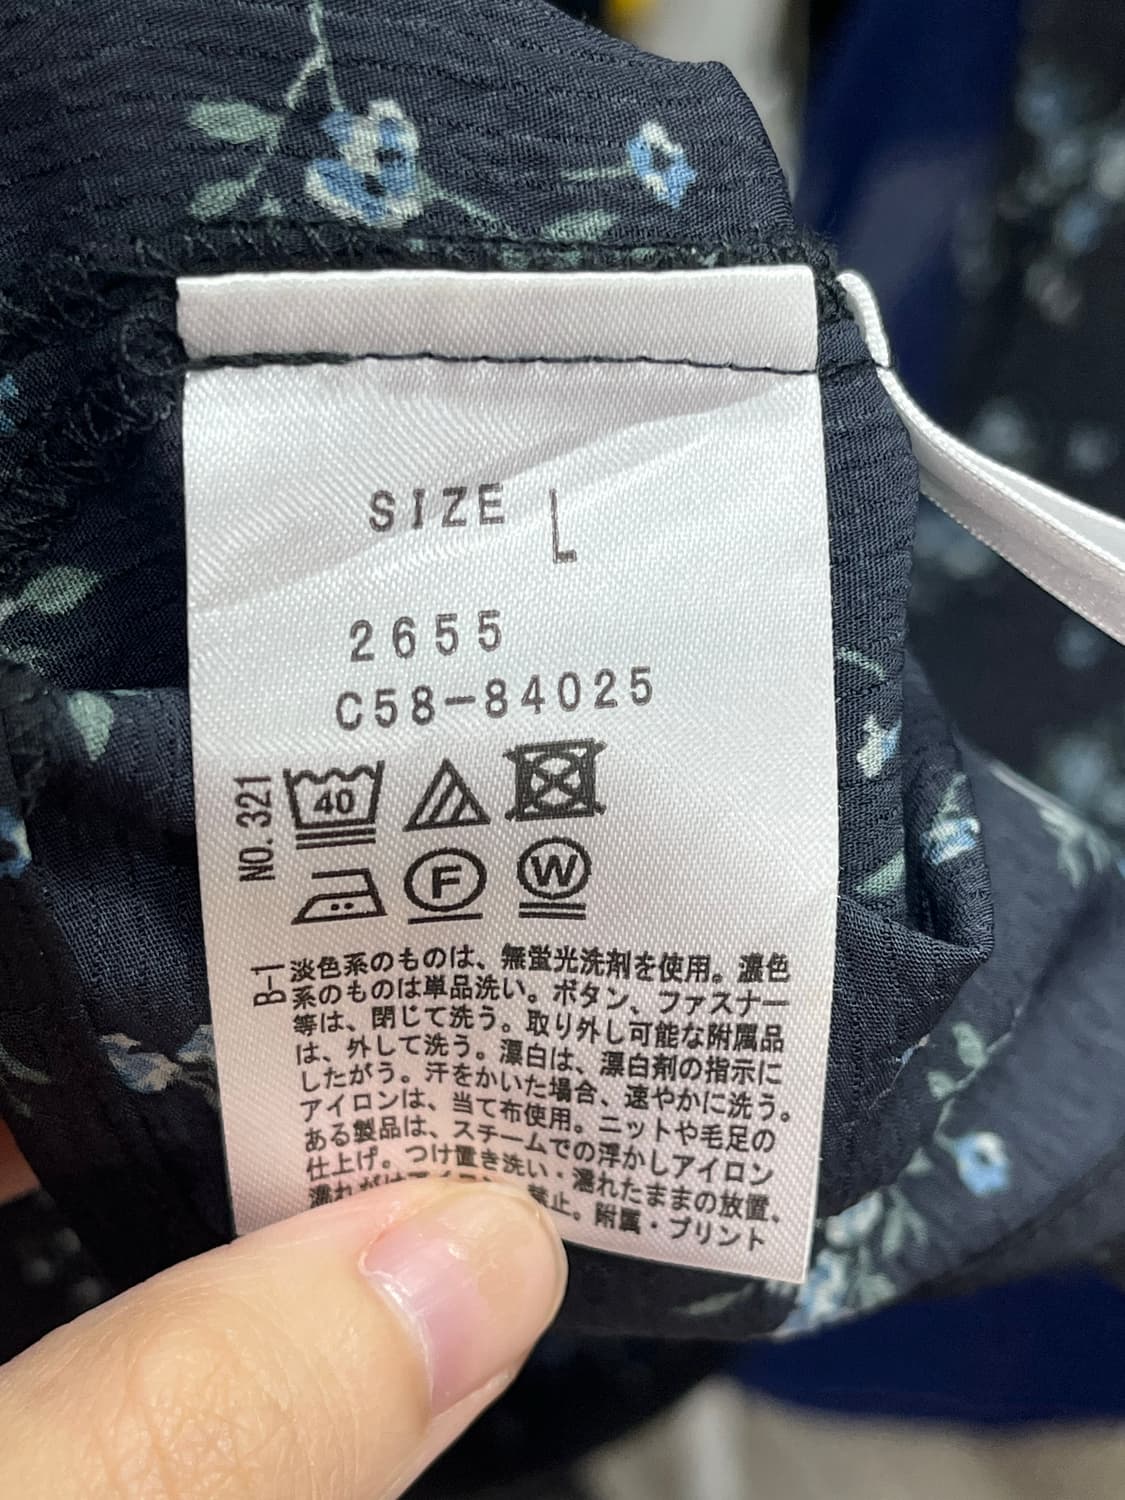 SIZE L
2655
C58-84025
NO.321
40
F W
B-1
淡色系のものは、無蛍光洗剤を使用。濃色
系のものは単品洗い。ボタン、ファスナー
等は、閉じて洗う。取り外し可能な附属品
は、外して洗う。漂白は、漂白剤の指示に
したがう。汗をかいた場合、速やかに洗う。
アイロンは、当て布使用。ニットや毛足の
ある製品は、スチームでの浮かしアイロン
仕上げ。つけ置き洗い・濡れたままの放置、
禁止。附属・プリント